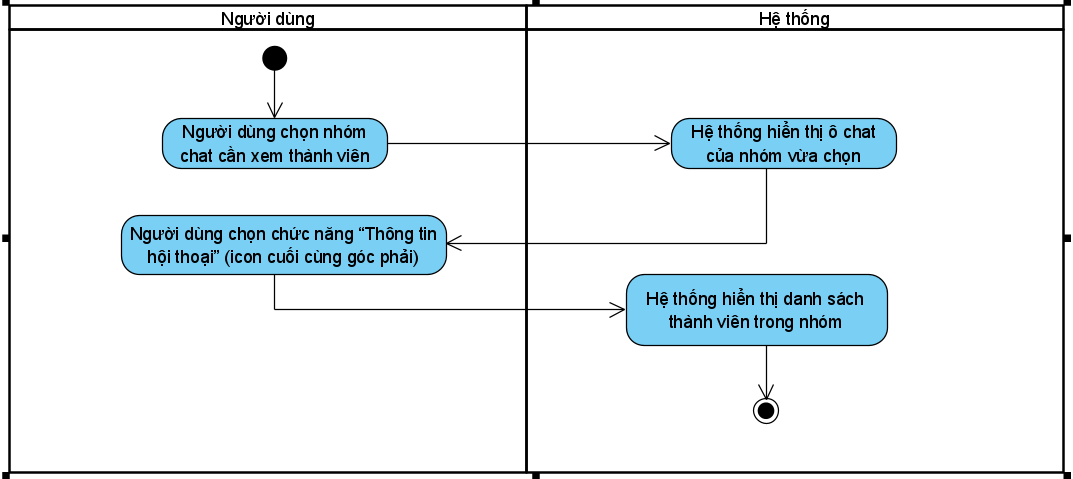 Người dùng
Hệ thống
Người dùng chọn nhóm
chat cần xem thành viên
Hệ thống hiển thị ô chat
của nhóm vừa chọn
Người dùng chọn chức năng “Thông tin
hội thoại” (icon cuối cùng góc phải)
Hệ thống hiển thị danh sách
thành viên trong nhóm